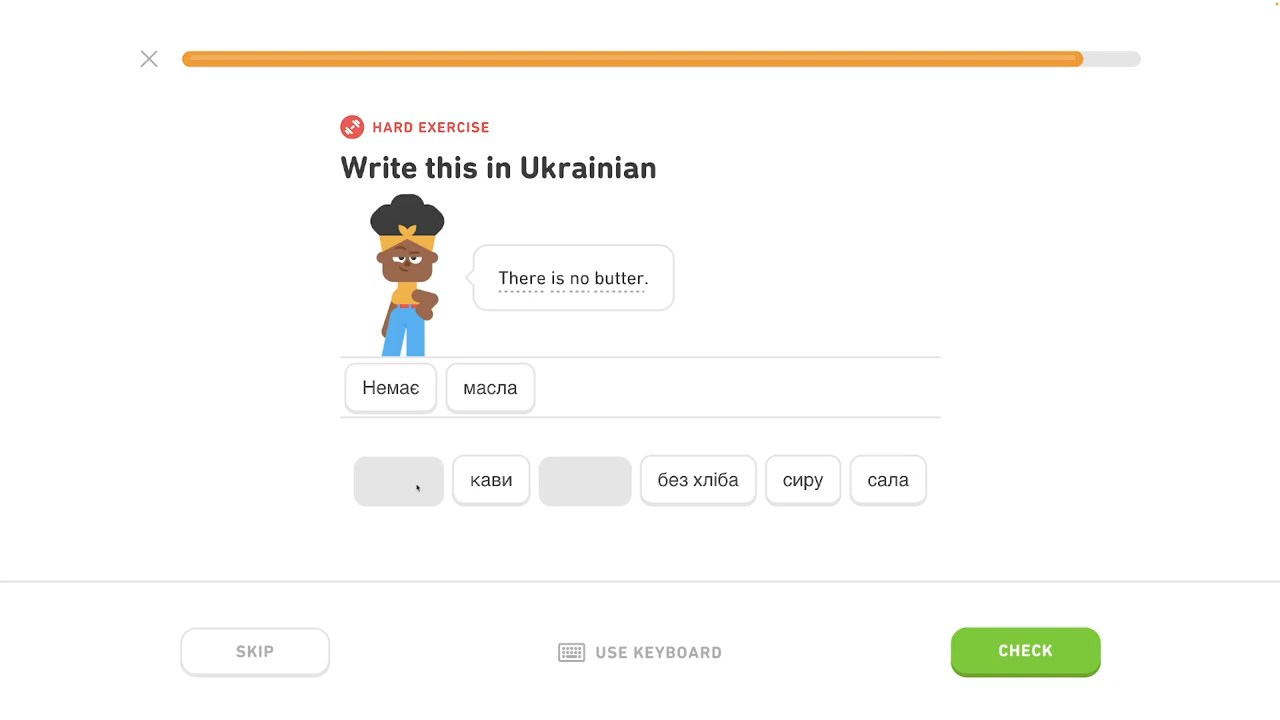 HARD EXERCISE
Write this in Ukrainian
There is no butter.
Немає масла
кави без хліба сиру сала
SKIP USE KEYBOARD CHECK